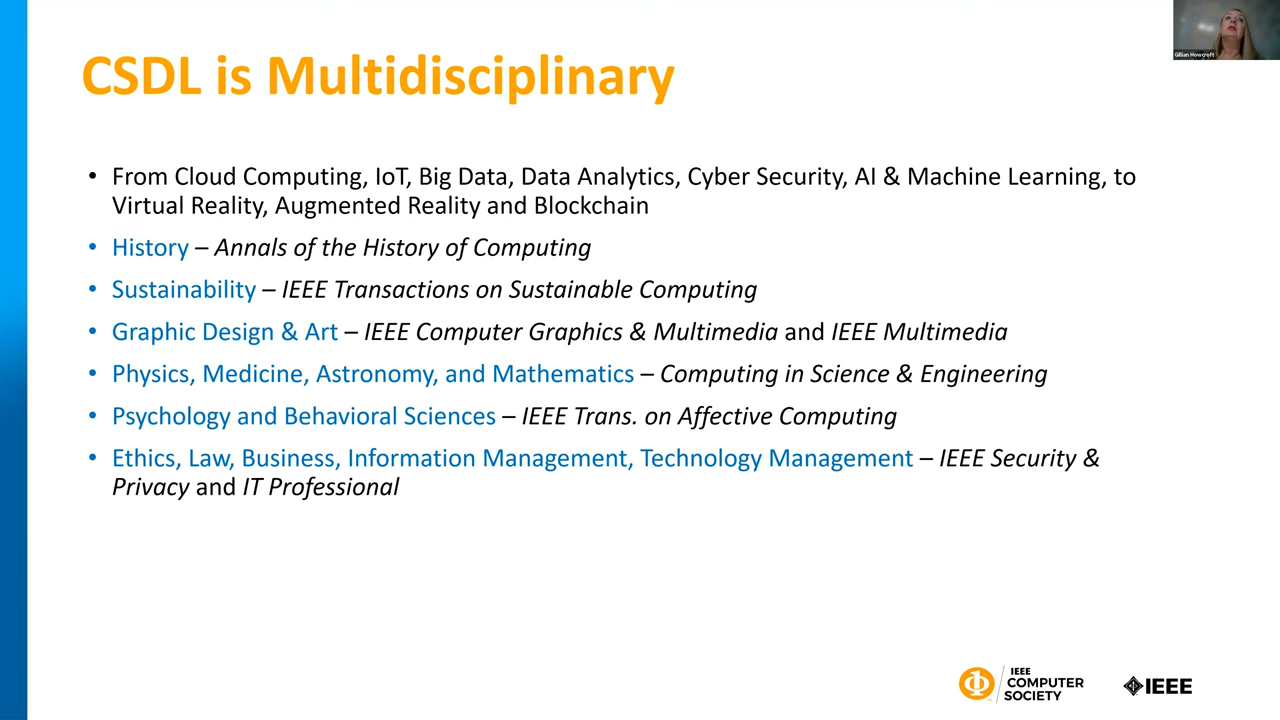 Gillian Howcroft
CSDL is Multidisciplinary
• From Cloud Computing, IoT, Big Data, Data Analytics, Cyber Security, AI & Machine Learning, to
Virtual Reality, Augmented Reality and Blockchain
• History – Annals of the History of Computing
• Sustainability – IEEE Transactions on Sustainable Computing
• Graphic Design & Art – IEEE Computer Graphics & Multimedia and IEEE Multimedia
• Physics, Medicine, Astronomy, and Mathematics – Computing in Science & Engineering
• Psychology and Behavioral Sciences – IEEE Trans. on Affective Computing
• Ethics, Law, Business, Information Management, Technology Management – IEEE Security &
Privacy and IT Professional
IEEE
COMPUTER
SOCIETY
IEEE